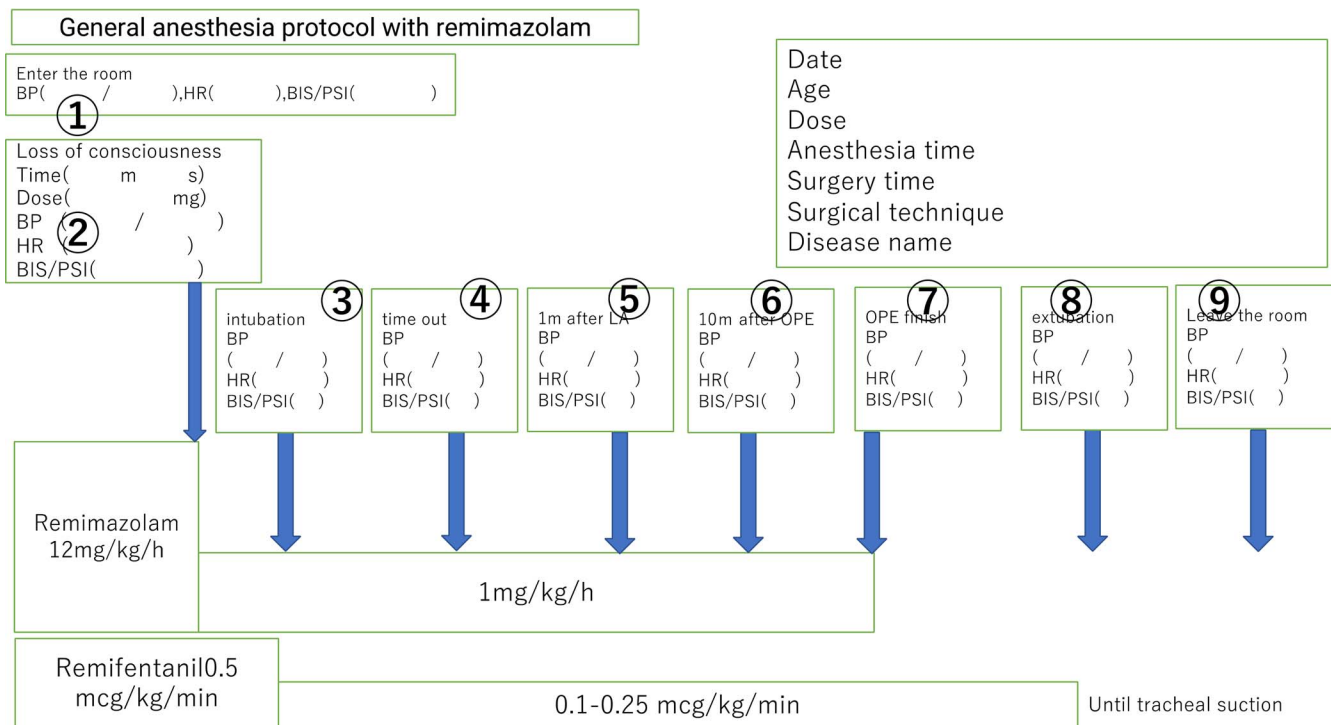 General anesthesia protocol with remimazolam
Enter the room
BP( / ),HR( ),BIS/PSI( )
①
Date
Age
Dose
Anesthesia time
Surgery time
Surgical technique
Disease name
Loss of consciousness
Time( m s)
Dose( mg)
BP ( / )
②
HR ( )
BIS/PSI( )
③
intubation
BP
( / )
HR( )
BIS/PSI( )
④
time out
BP
( / )
HR( )
BIS/PSI( )
⑤
1m after LA
BP
( / )
HR( )
BIS/PSI( )
⑥
10m after OPE
BP
( / )
HR( )
BIS/PSI( )
⑦
OPE finish
BP
( / )
HR( )
BIS/PSI( )
⑧
extubation
BP
( / )
HR( )
BIS/PSI( )
⑨
Leave the room
BP
( / )
HR( )
BIS/PSI( )
Remimazolam
12mg/kg/h
1mg/kg/h
Remifentanil0.5
mcg/kg/min
0.1-0.25 mcg/kg/min
Until tracheal suction